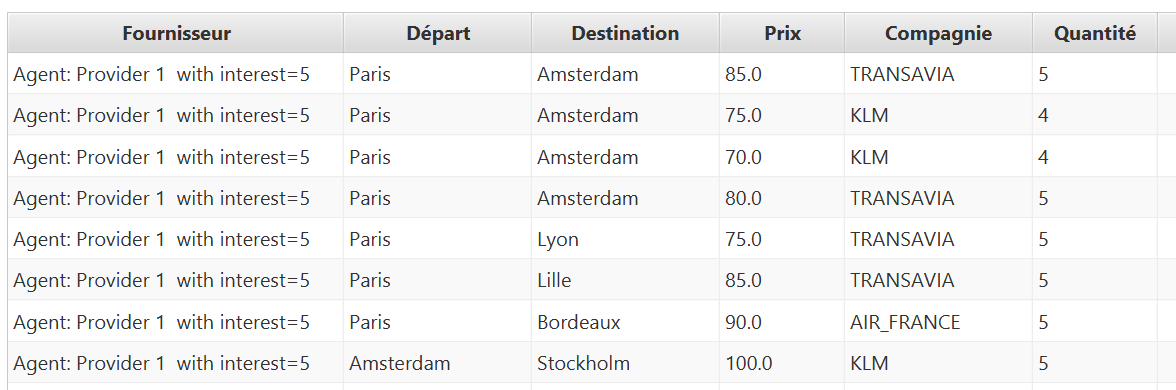 Fournisseur Départ Destination Prix Compagnie Quantité
Agent: Provider 1  with interest=5 Paris Amsterdam 85.0 TRANSAVIA 5
Agent: Provider 1  with interest=5 Paris Amsterdam 75.0 KLM 4
Agent: Provider 1  with interest=5 Paris Amsterdam 70.0 KLM 4
Agent: Provider 1  with interest=5 Paris Amsterdam 80.0 TRANSAVIA 5
Agent: Provider 1  with interest=5 Paris Lyon 75.0 TRANSAVIA 5
Agent: Provider 1  with interest=5 Paris Lille 85.0 TRANSAVIA 5
Agent: Provider 1  with interest=5 Paris Bordeaux 90.0 AIR_FRANCE 5
Agent: Provider 1  with interest=5 Amsterdam Stockholm 100.0 KLM 5